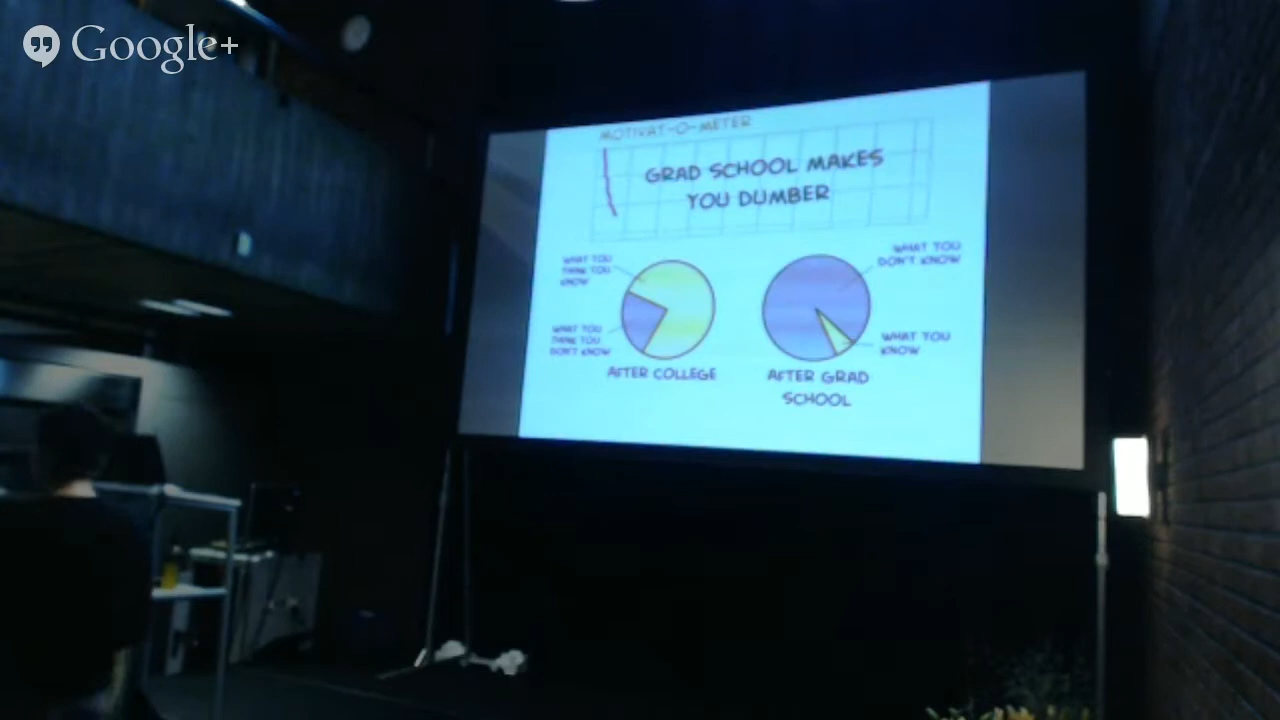 Google+
MOTIVAT-O-METER
GRAD SCHOOL MAKES
YOU DUMBER
WHAT YOU
THINK YOU
KNOW
WHAT YOU
THINK YOU
DON'T KNOW
AFTER COLLEGE
WHAT YOU
DON'T KNOW
WHAT YOU
KNOW
AFTER GRAD
SCHOOL